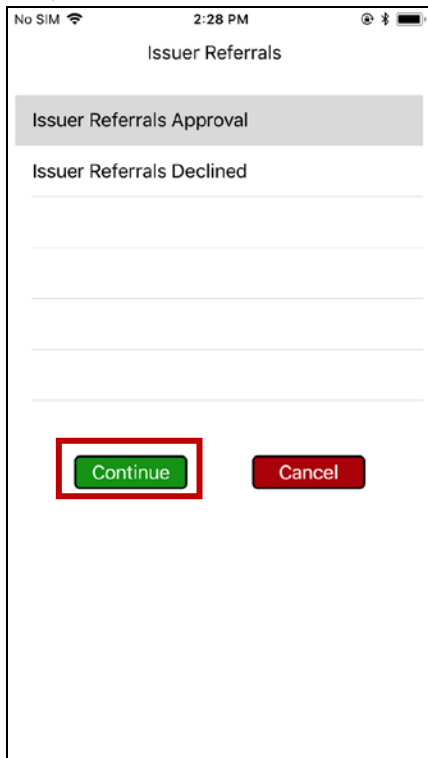 No SIM 2:28 PM
Issuer Referrals
Issuer Referrals Approval
Issuer Referrals Declined
Continue Cancel